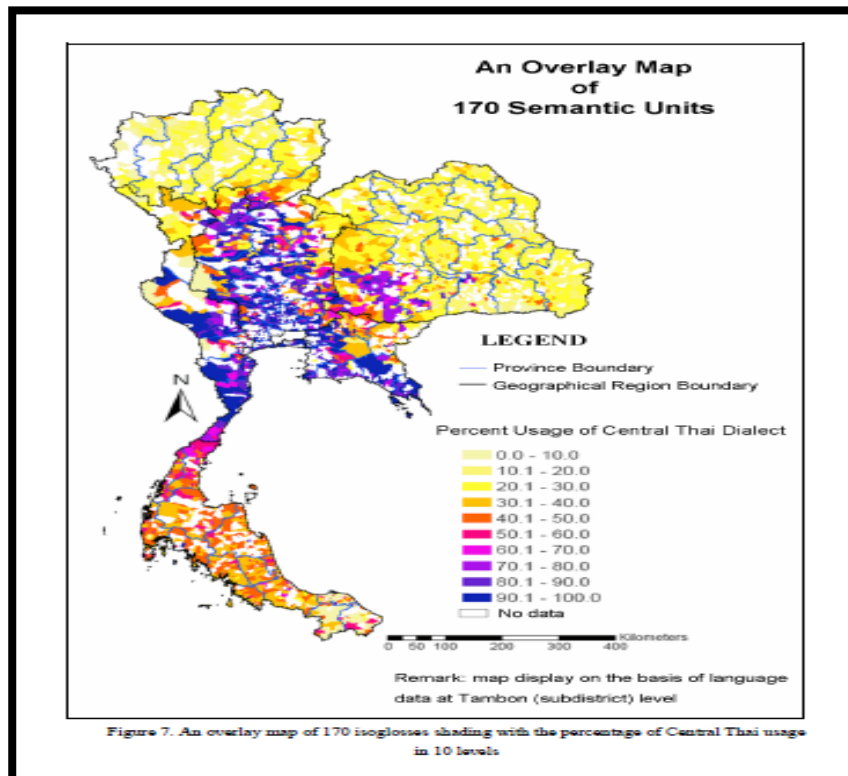 An Overlay Map
of
170 Semantic Units
LEGEND
Province Boundary
Geographical Region Boundary
N
Percent Usage of Central Thai Dialect
0.0 - 10.0
10.1 - 20.0
20.1 - 30.0
30.1 - 40.0
40.1 - 50.0
50.1 - 60.0
60.1 - 70.0
70.1 - 80.0
80.1 - 90.0
90.1 - 100.0
No data
Kilometers
0 50 100 200 300 400
Remark: map display on the basis of language
data at Tambon (subdistrict) level
Figure 7. An overlay map of 170 isoglosses shading with the percentage of Central Thai usage
in 10 levels